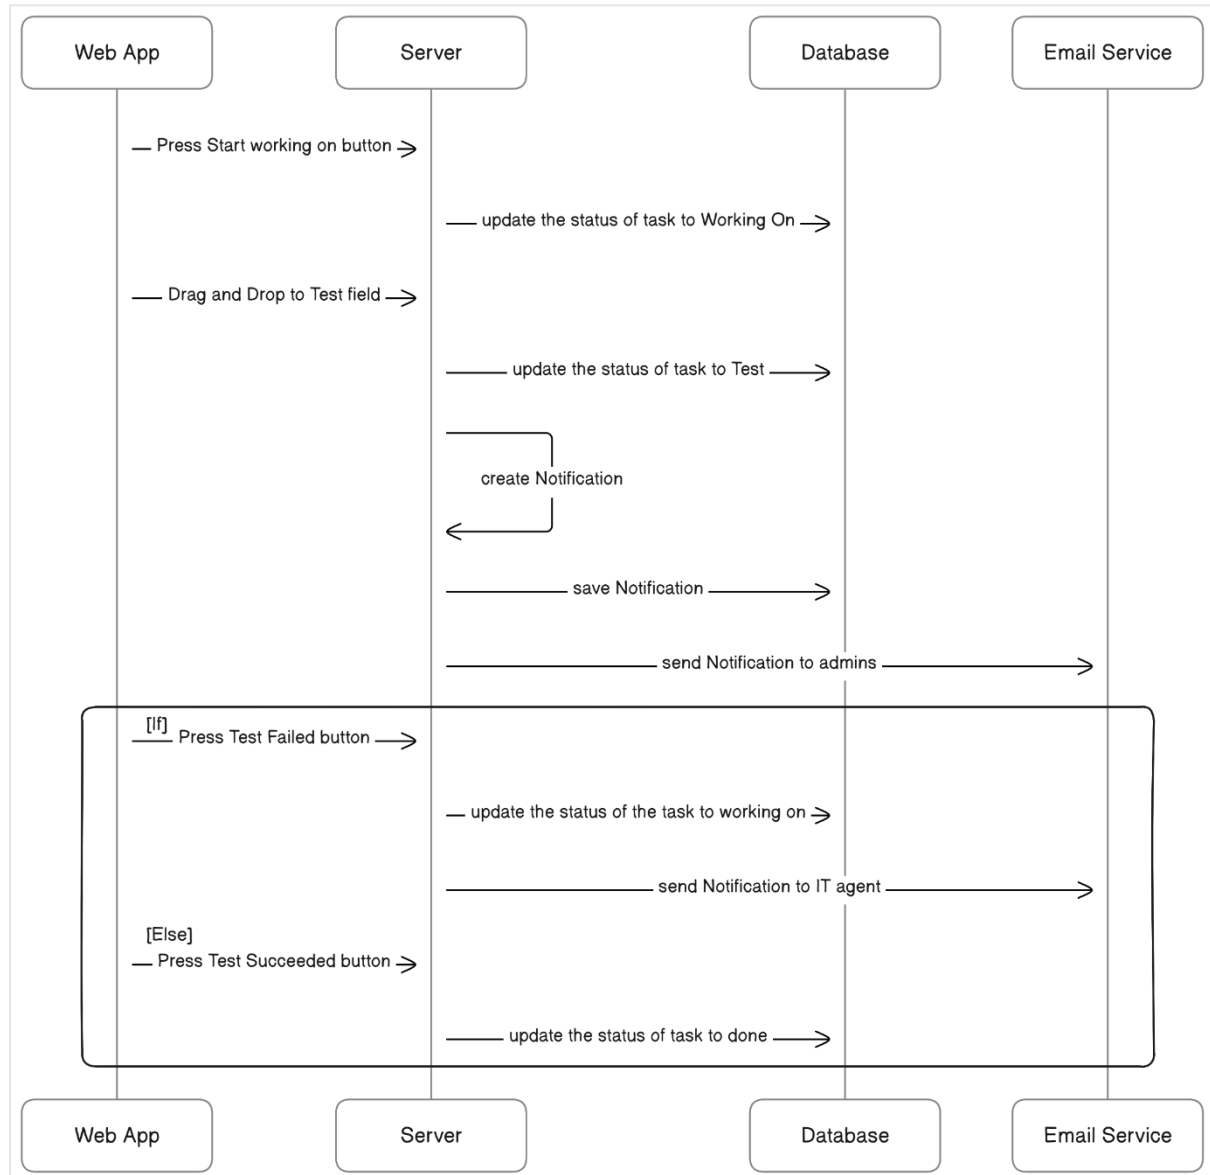 Web App
Server
Database
Email Service
Press Start working on button
update the status of task to Working On
Drag and Drop to Test field
update the status of task to Test
create Notification
save Notification
send Notification to admins
[If]
Press Test Failed button
update the status of the task to working on
send Notification to IT agent
[Else]
Press Test Succeeded button
update the status of task to done
Web App
Server
Database
Email Service